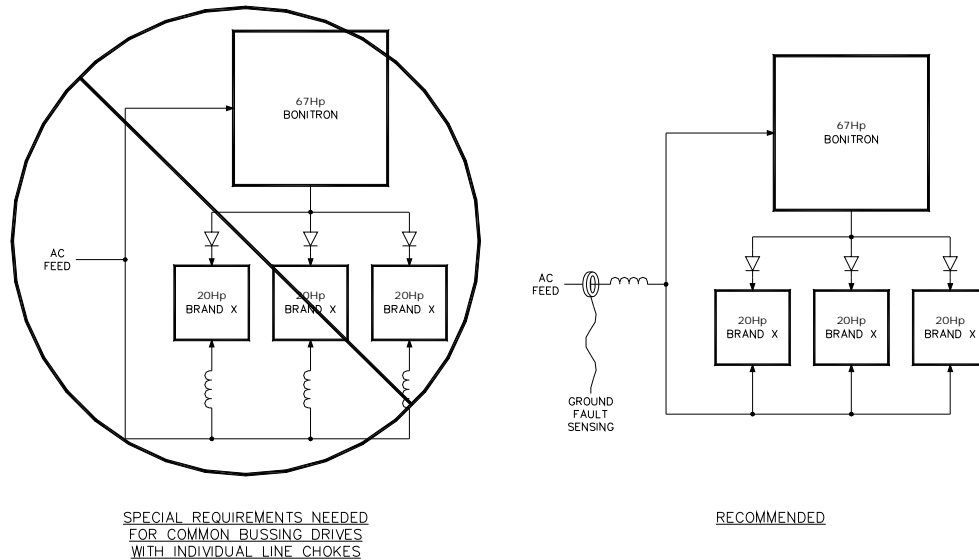 67Hp
BONITRON
AC
FEED
20Hp
BRAND X
20Hp
BRAND X
20Hp
BRAND X
SPECIAL REQUIREMENTS NEEDED
FOR COMMON BUSSING DRIVES
WITH INDIVIDUAL LINE CHOKES
67Hp
BONITRON
AC
FEED
20Hp
BRAND X
20Hp
BRAND X
20Hp
BRAND X
GROUND
FAULT
SENSING
RECOMMENDED